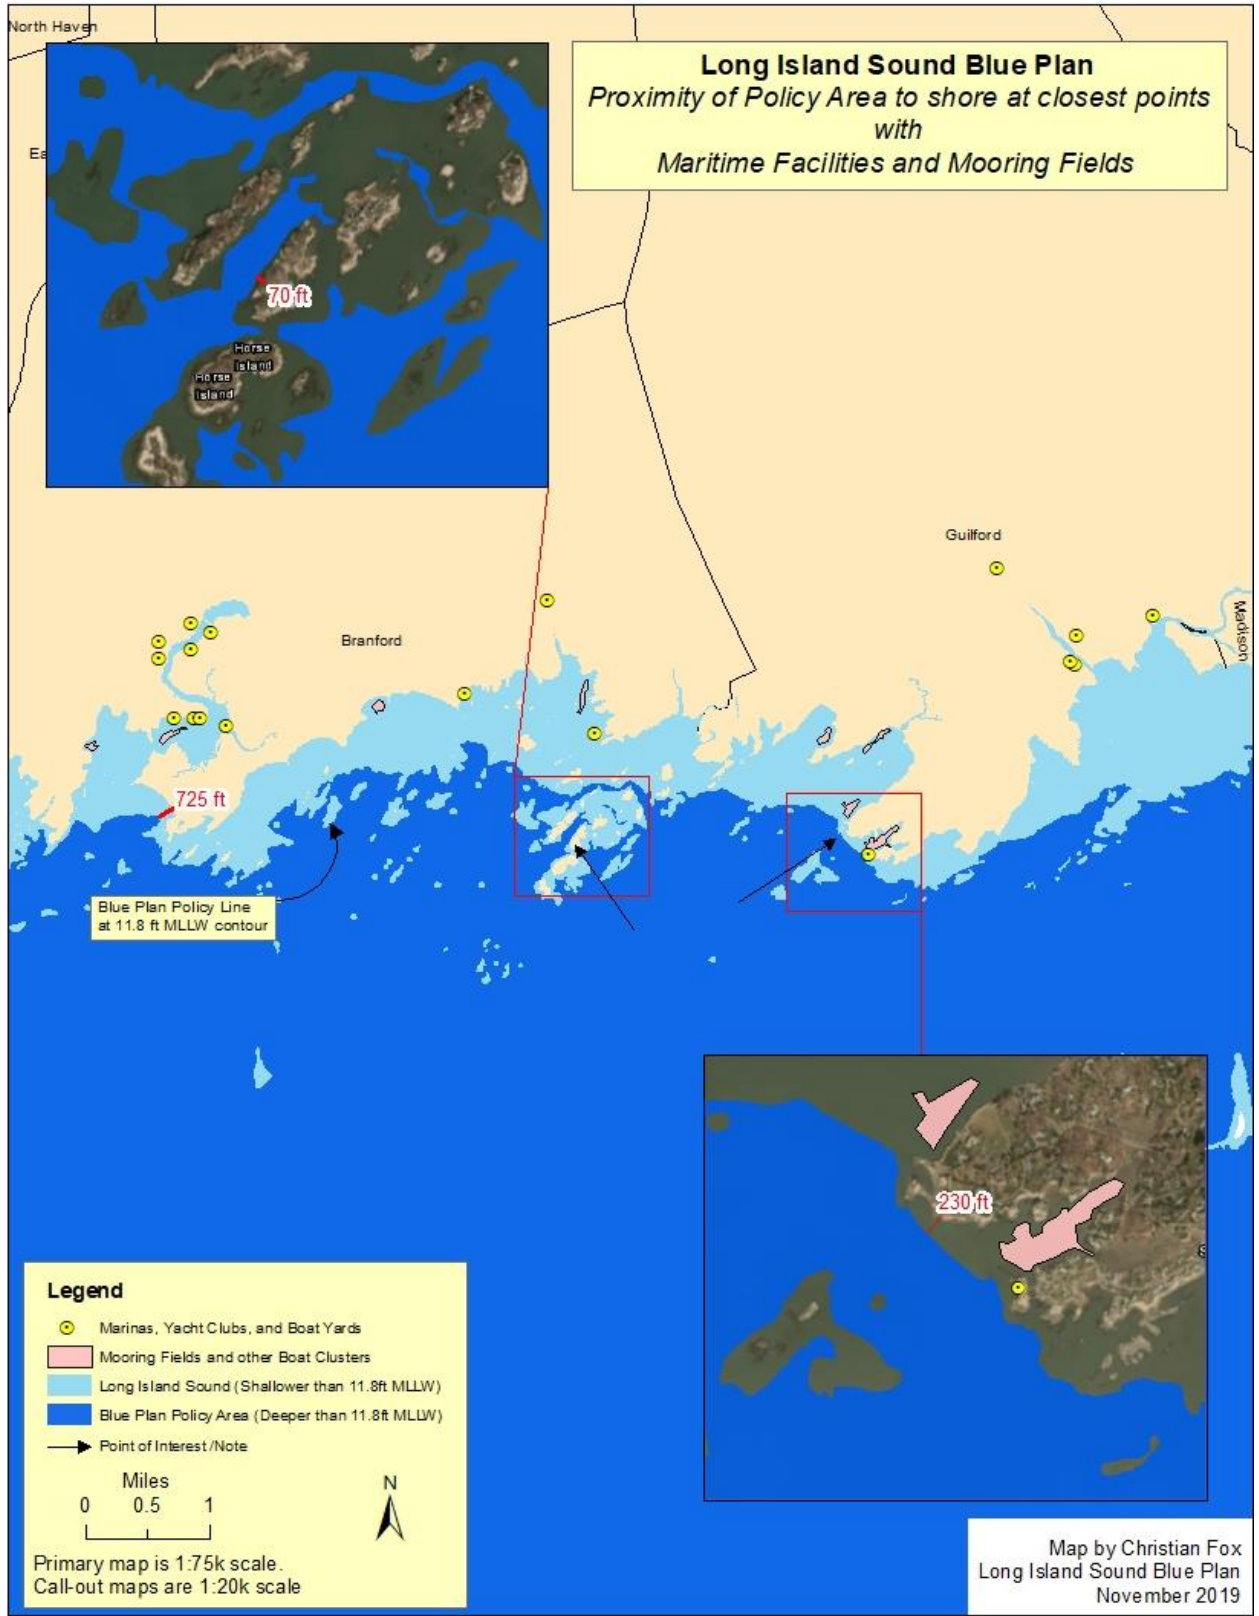 North Haven
Long Island Sound Blue Plan
Proximity of Policy Area to shore at closest points
with
Maritime Facilities and Mooring Fields
Ea
70 ft
Horse
Island
Horse
Island
Guilford
Madison
Branford
725 ft
Blue Plan Policy Line
at 11.8 ft MLLW contour
230 ft
S
Legend
Marinas, Yacht Clubs, and Boat Yards
Mooring Fields and other Boat Clusters
Long Island Sound (Shallower than 11.8ft MLLW)
Blue Plan Policy Area (Deeper than 11.8ft MLLW)
Point of Interest /Note
Miles
0 0.5 1
N
Primary map is 1:75k scale.
Call-out maps are 1:20k scale
Map by Christian Fox
Long Island Sound Blue Plan
November 2019